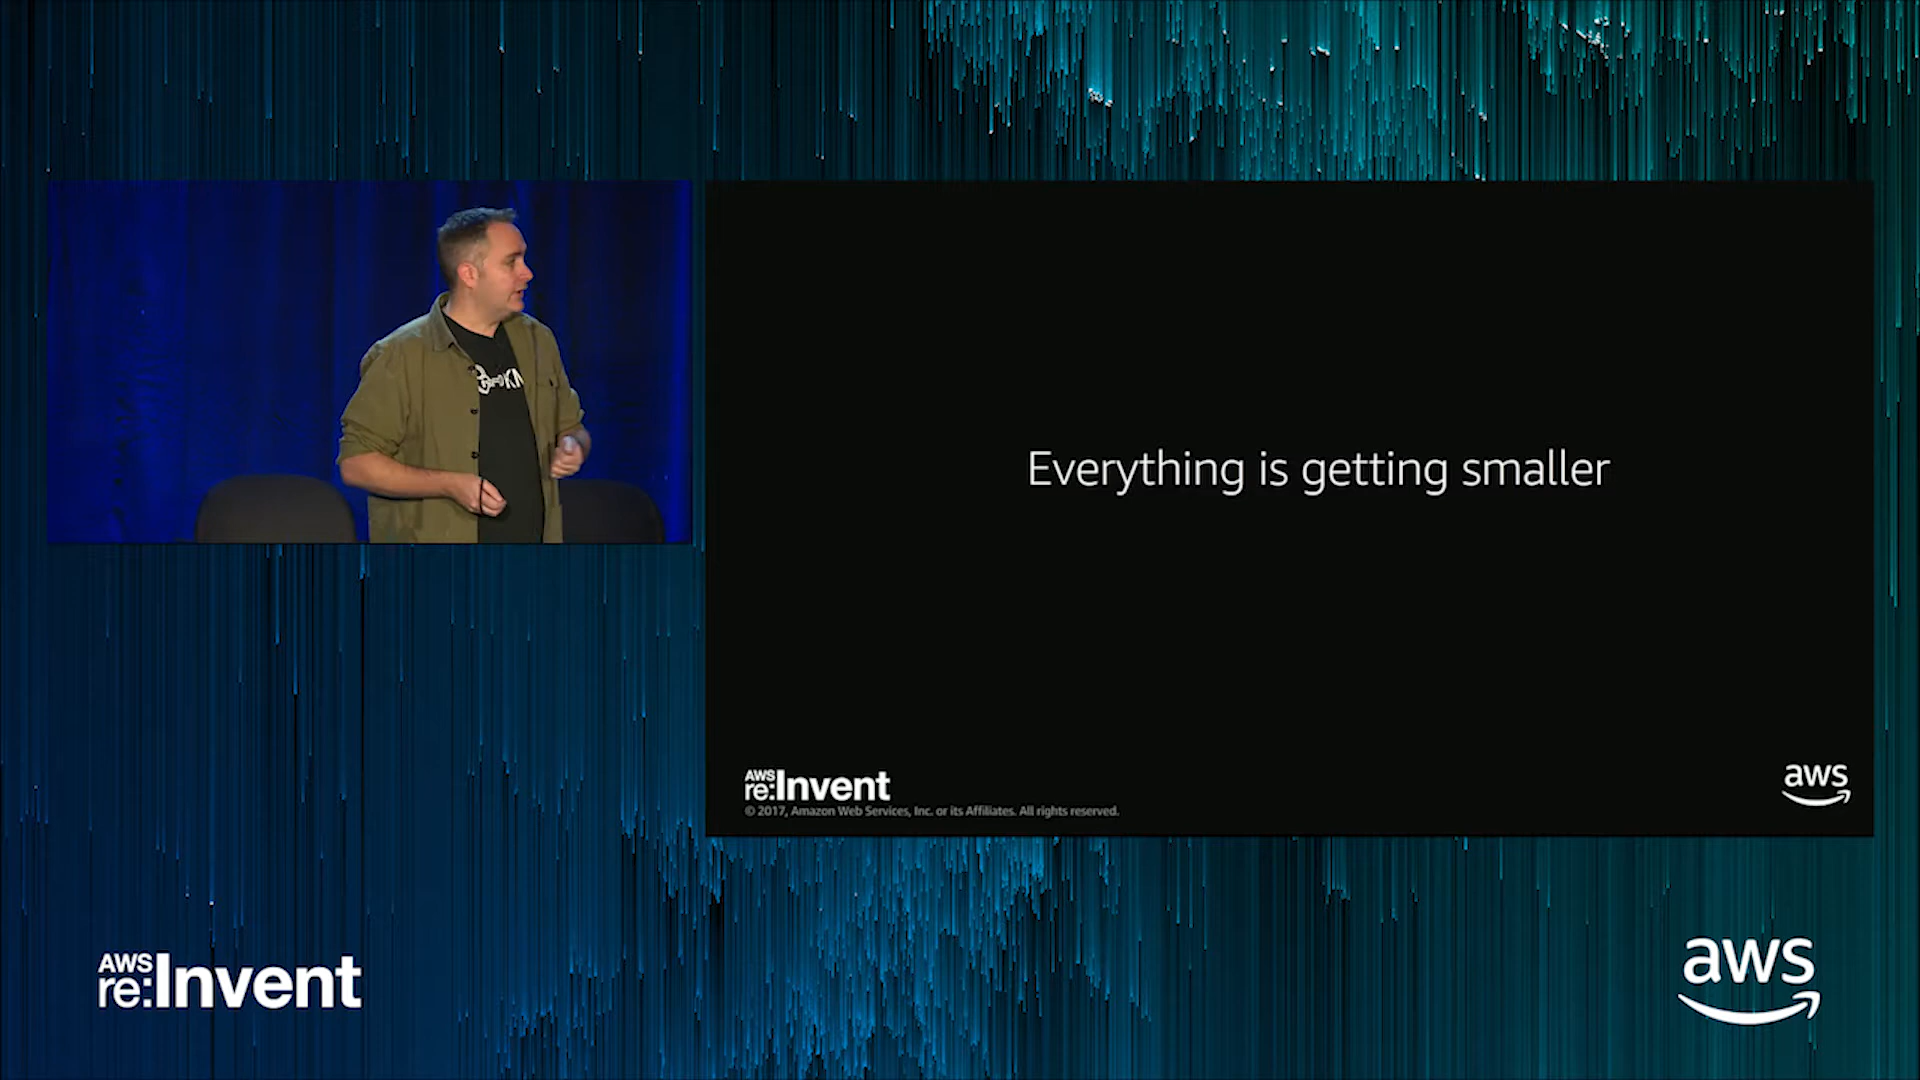 Everything is getting smaller
AWS
re:Invent
© 2017, Amazon Web Services, Inc. or its Affiliates. All rights reserved.
aws
AWS
re:Invent
aws